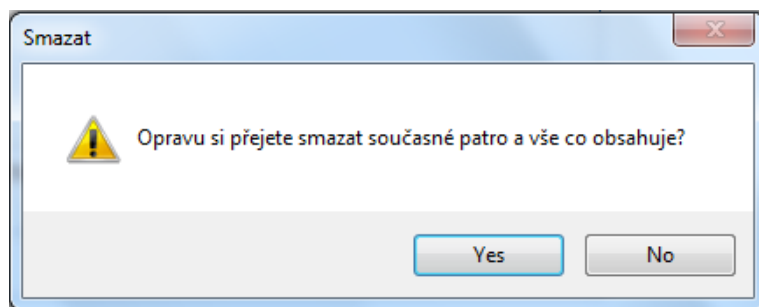 Smazat
Opravu si přejete smazat současné patro a vše co obsahuje?
Yes
No